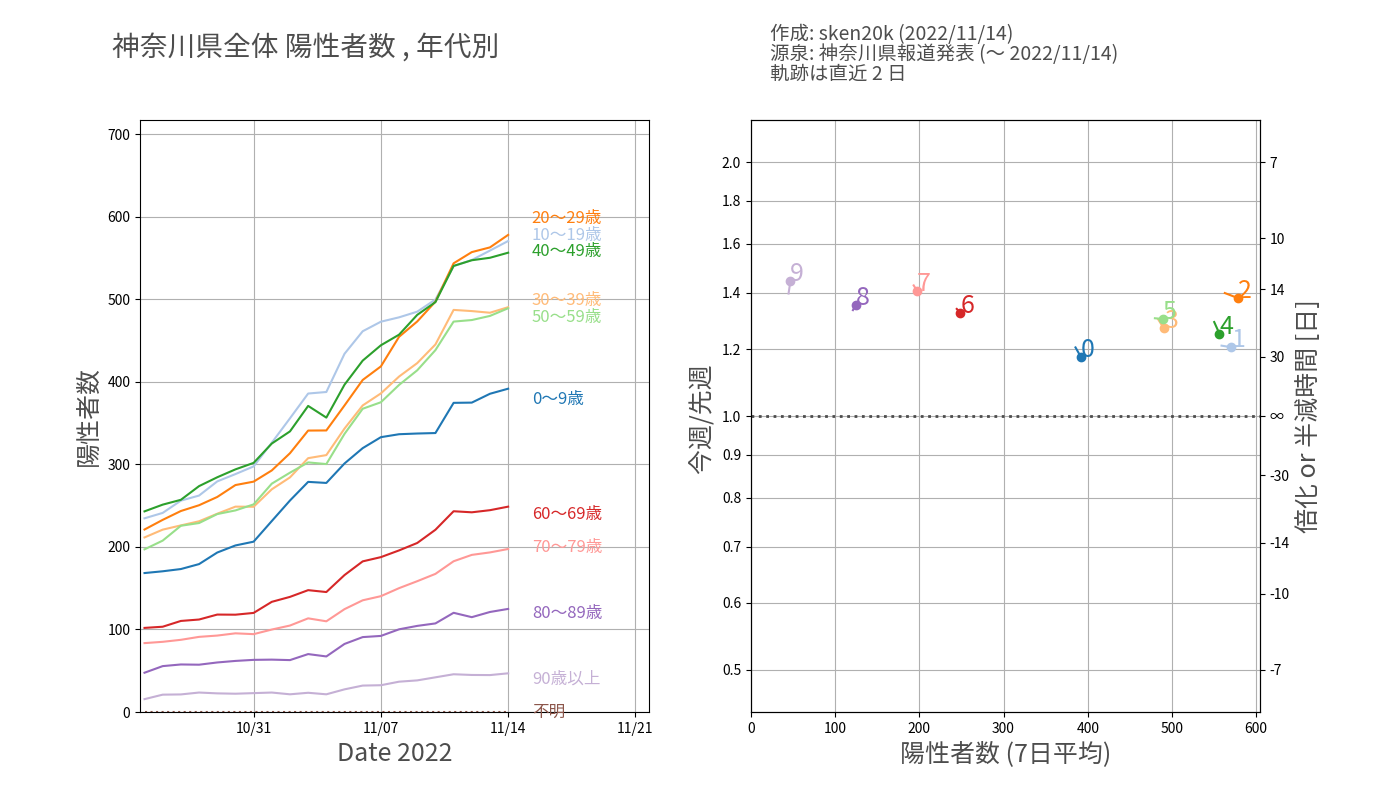 神奈川県全体 陽性者数 , 年代別
作成: sken20k (2022/11/14)
源泉: 神奈川県報道発表 (〜 2022/11/14)
軌跡は直近 2 日
陽性者数
700
600
500
400
300
200
100
0
20〜29歳
10〜19歳
40〜49歳
30〜39歳
50〜59歳
0〜9歳
60〜69歳
70〜79歳
80〜89歳
90歳以上
不明
10/31
11/07
11/14
11/21
Date 2022
今週/先週
2.0
1.8
1.6
1.4
1.2
1.0
0.9
0.8
0.7
0.6
0.5
9
8
7
6
0
5
3
2
4
1
7
10
14
30
∞
-30
-14
-10
-7
倍化 or 半減時間 [日]
0
100
200
300
400
500
600
陽性者数 (7日平均)